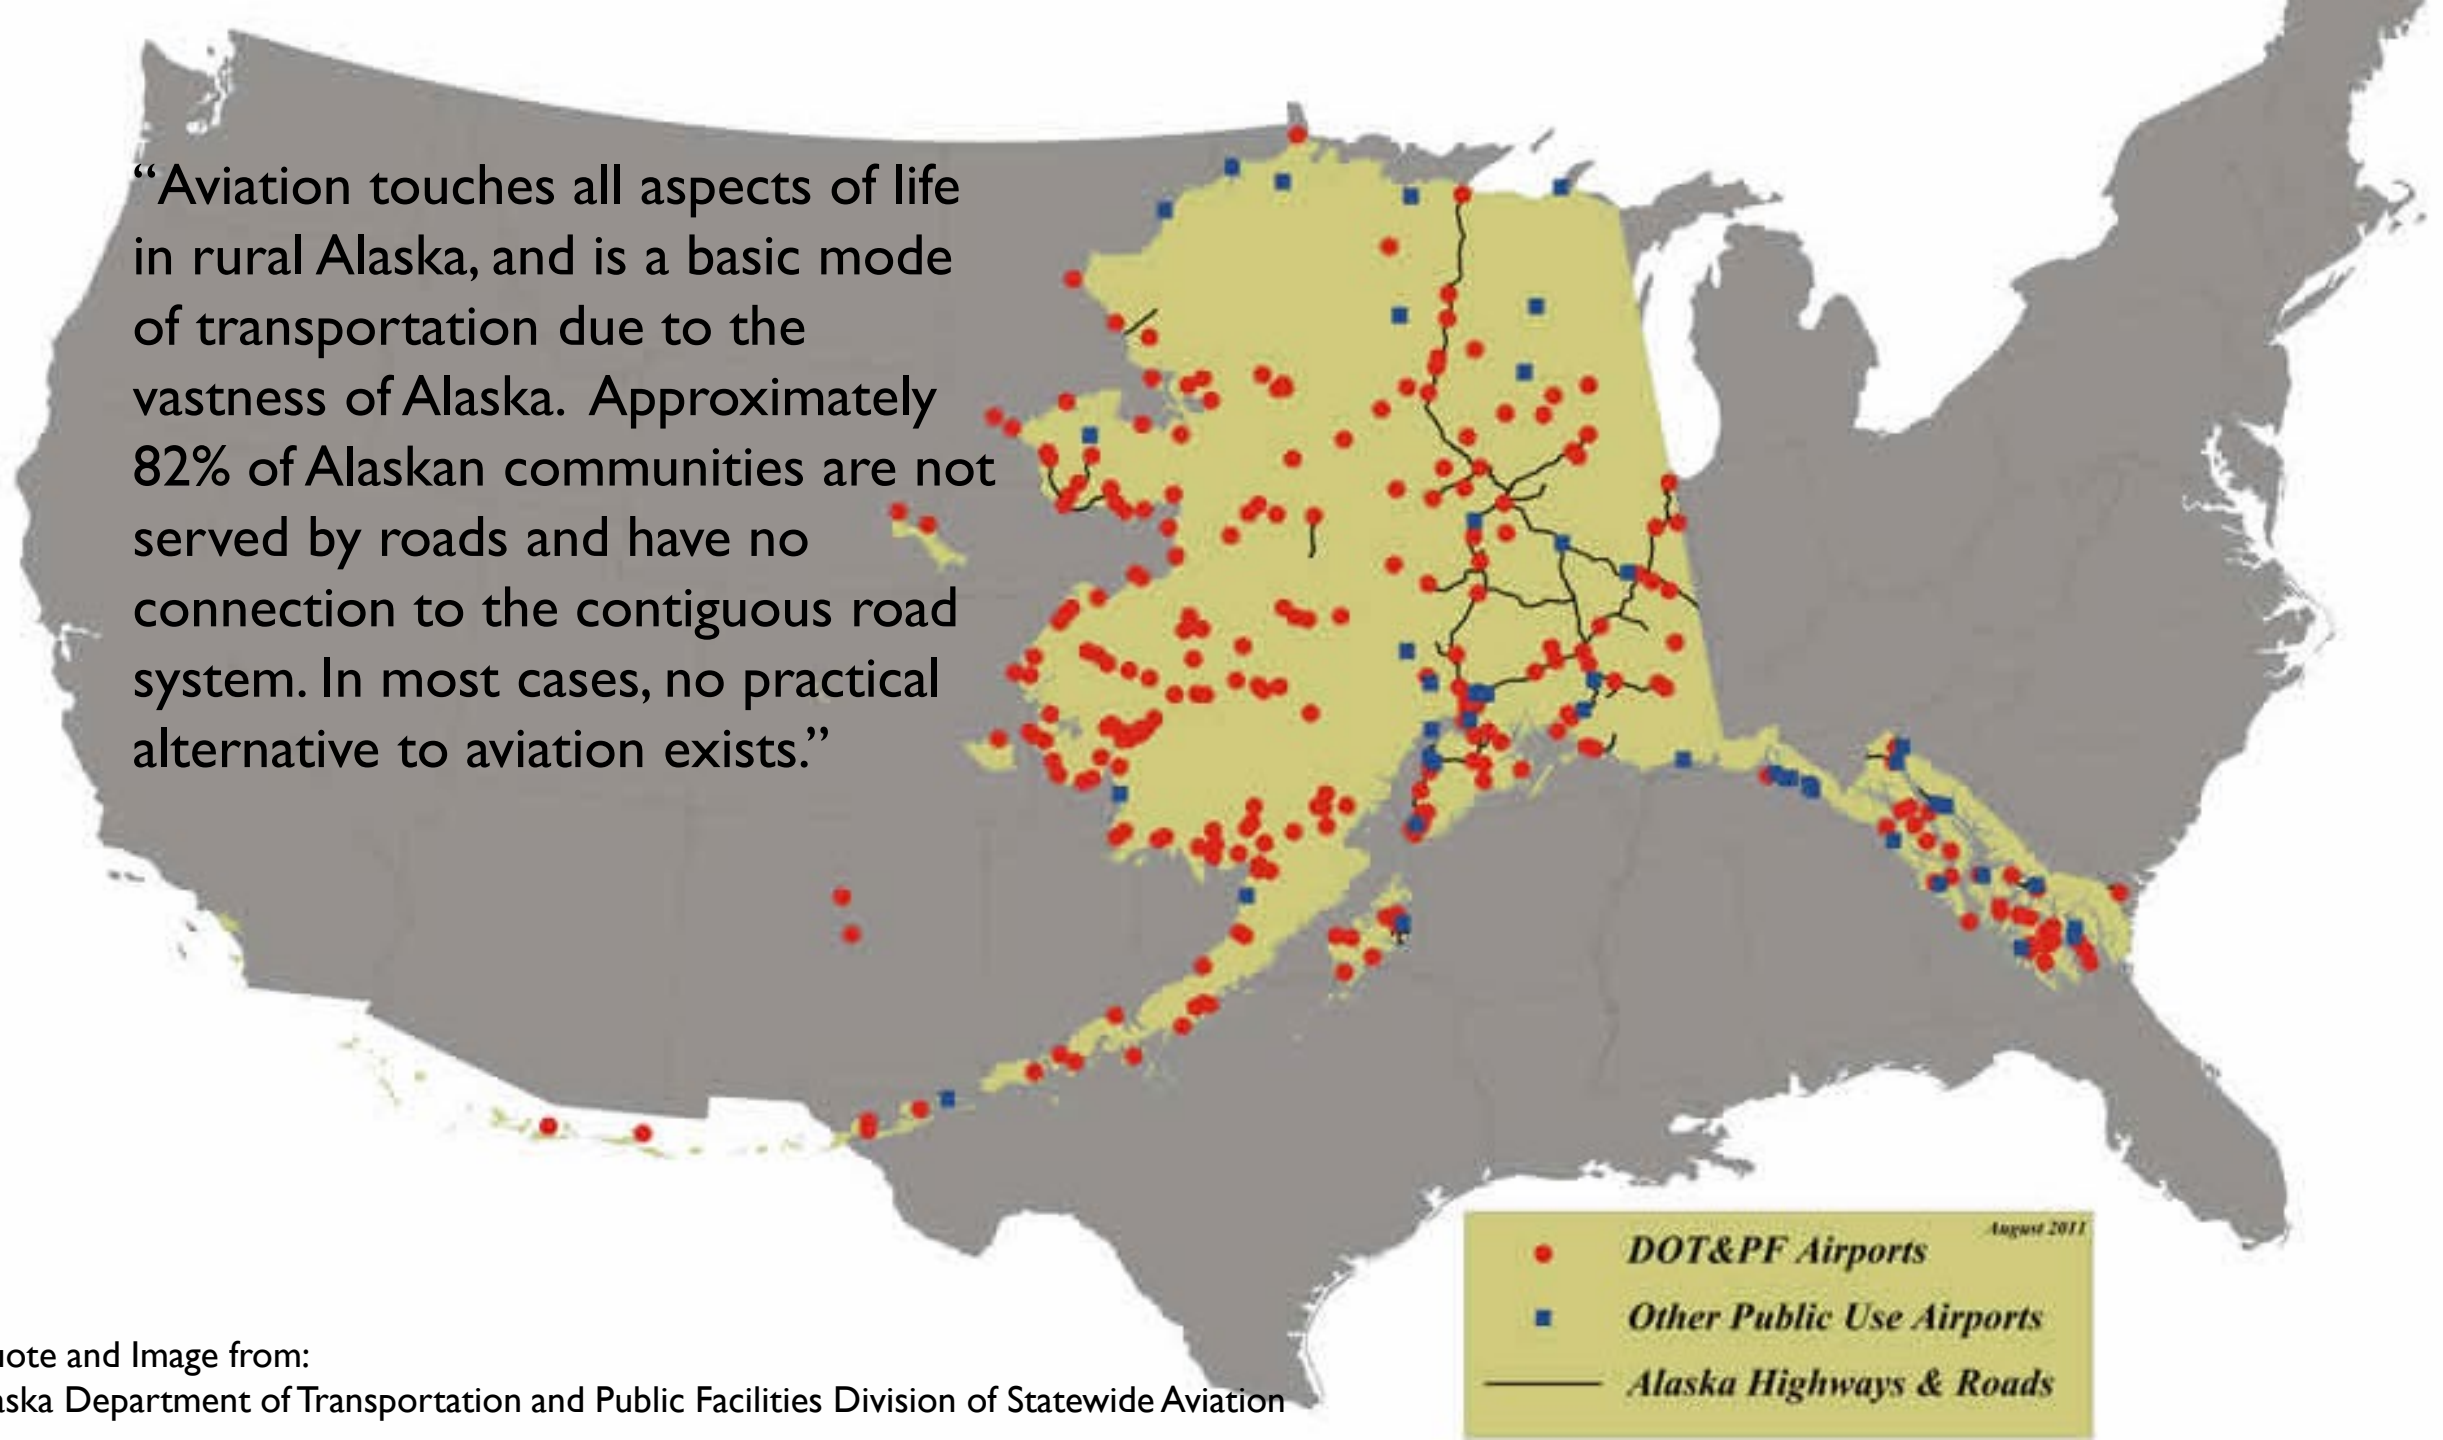 “Aviation touches all aspects of life
in rural Alaska, and is a basic mode
of transportation due to the
vastness of Alaska.  Approximately
82% of Alaskan communities are not
served by roads and have no
connection to the contiguous road
system. In most cases, no practical
alternative to aviation exists.”
August 2011
DOT&PF Airports
Other Public Use Airports
Alaska Highways & Roads
uote and Image from:
aska Department of Transportation and Public Facilities Division of Statewide Aviation